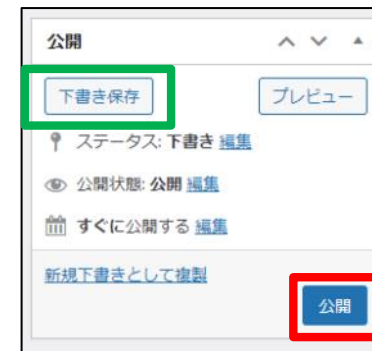 公開
下書き保存 プレビュー
ステータス: 下書き 編集
公開状態: 公開 編集
すぐに公開する 編集
新規下書きとして複製
公開